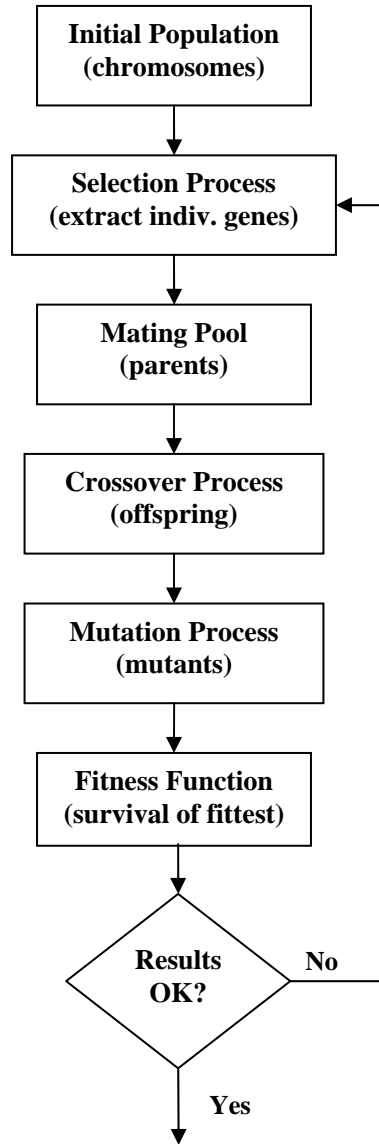 Initial Population
(chromosomes)
Selection Process
(extract indiv. genes)
Mating Pool
(parents)
Crossover Process
(offspring)
Mutation Process
(mutants)
Fitness Function
(survival of fittest)
Results
OK?
No
Yes